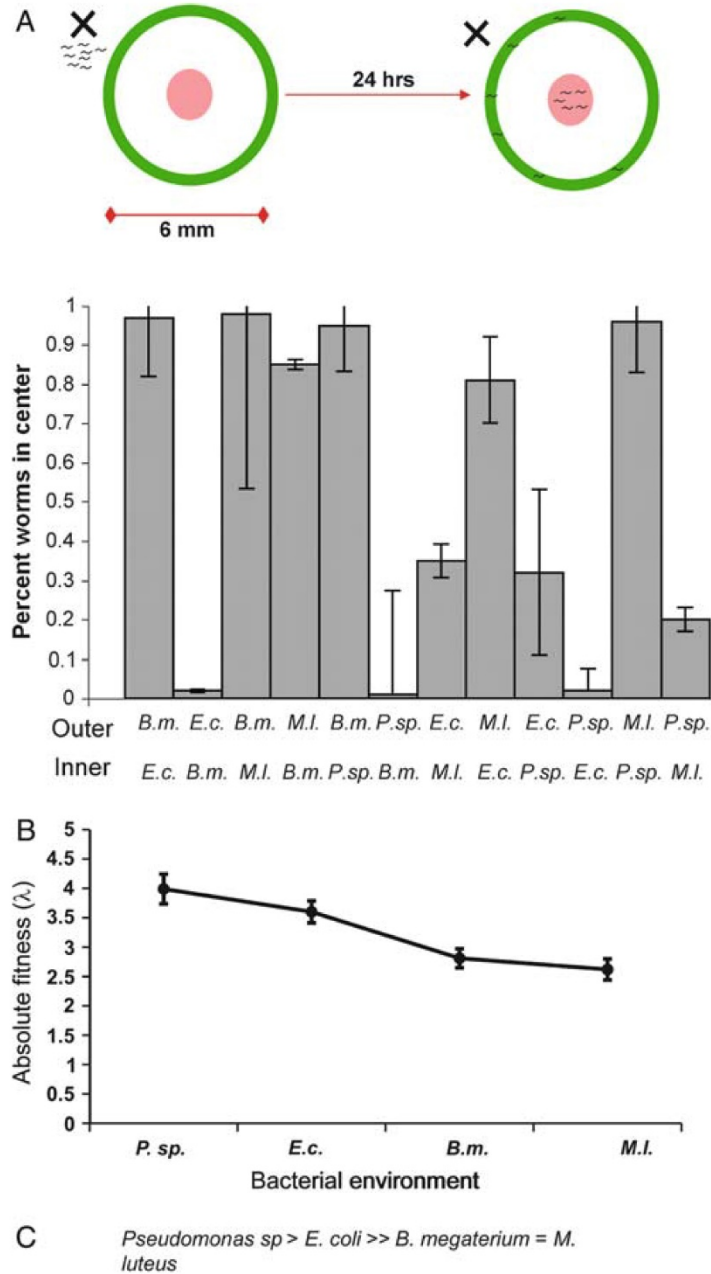 A
24 hrs
6 mm
Percent worms in center
1
0.9
0.8
0.7
0.6
0.5
0.4
0.3
0.2
0.1
0
Outer B.m. E.c. B.m. M.l. B.m. P.sp. E.c. M.l. E.c. P.sp. M.l. P.sp.
Inner E.c. B.m. M.l. B.m. P.sp. B.m. M.l. E.c. P.sp. E.c. P.sp. M.l.
B
Absolute fitness (λ)
5
4.5
4
3.5
3
2.5
2
1.5
1
0.5
0
P. sp. E.c. B.m. M.l.
Bacterial environment
C Pseudomonas sp > E. coli >> B. megaterium = M.
luteus